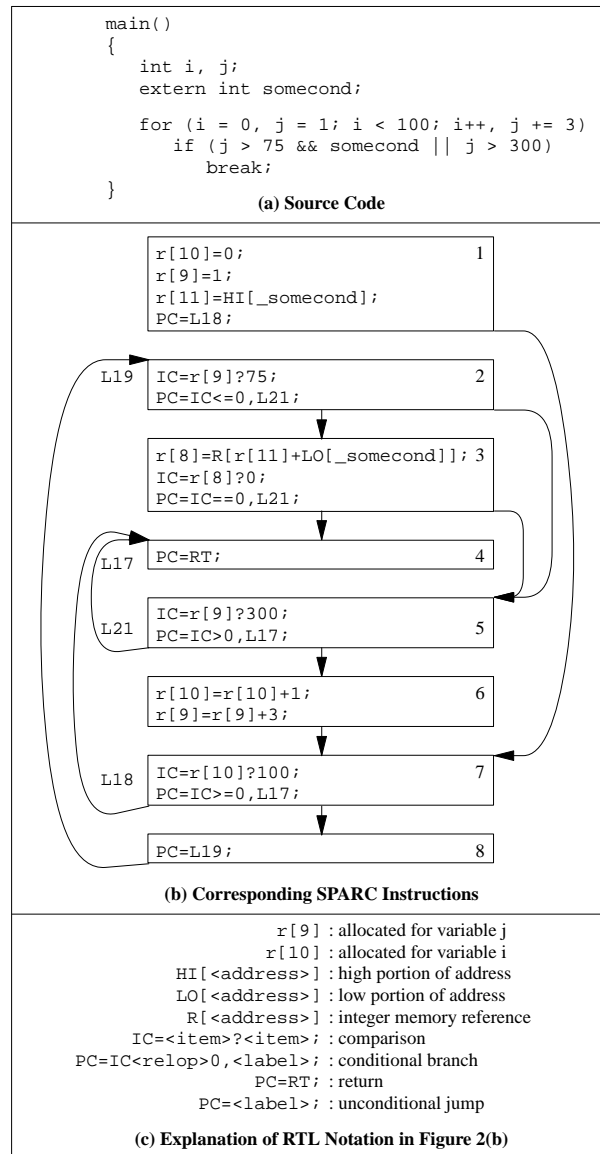 main()
{
int i, j;
extern int somecond;
for (i = 0, j = 1; i < 100; i++, j += 3)
if (j > 75 && somecond || j > 300)
break;
}
(a) Source Code
r[10]=0; 1
r[9]=1;
r[11]=HI[_somecond];
PC=L18;
L19 IC=r[9]?75; 2
PC=IC<=0,L21;
r[8]=R[r[11]+LO[_somecond]]; 3
IC=r[8]?0;
PC=IC==0,L21;
L17 PC=RT; 4
IC=r[9]?300;
L21 PC=IC>0,L17; 5
r[10]=r[10]+1; 6
r[9]=r[9]+3;
L18 IC=r[10]?100; 7
PC=IC>=0,L17;
PC=L19; 8
(b) Corresponding SPARC Instructions
r[9] : allocated for variable j
r[10] : allocated for variable i
HI[<address>] : high portion of address
LO[<address>] : low portion of address
R[<address>] : integer memory reference
IC=<item>?<item>; : comparison
PC=IC<relop>0,<label>; : conditional branch
PC=RT; : return
PC=<label>; : unconditional jump
(c) Explanation of RTL Notation in Figure 2(b)